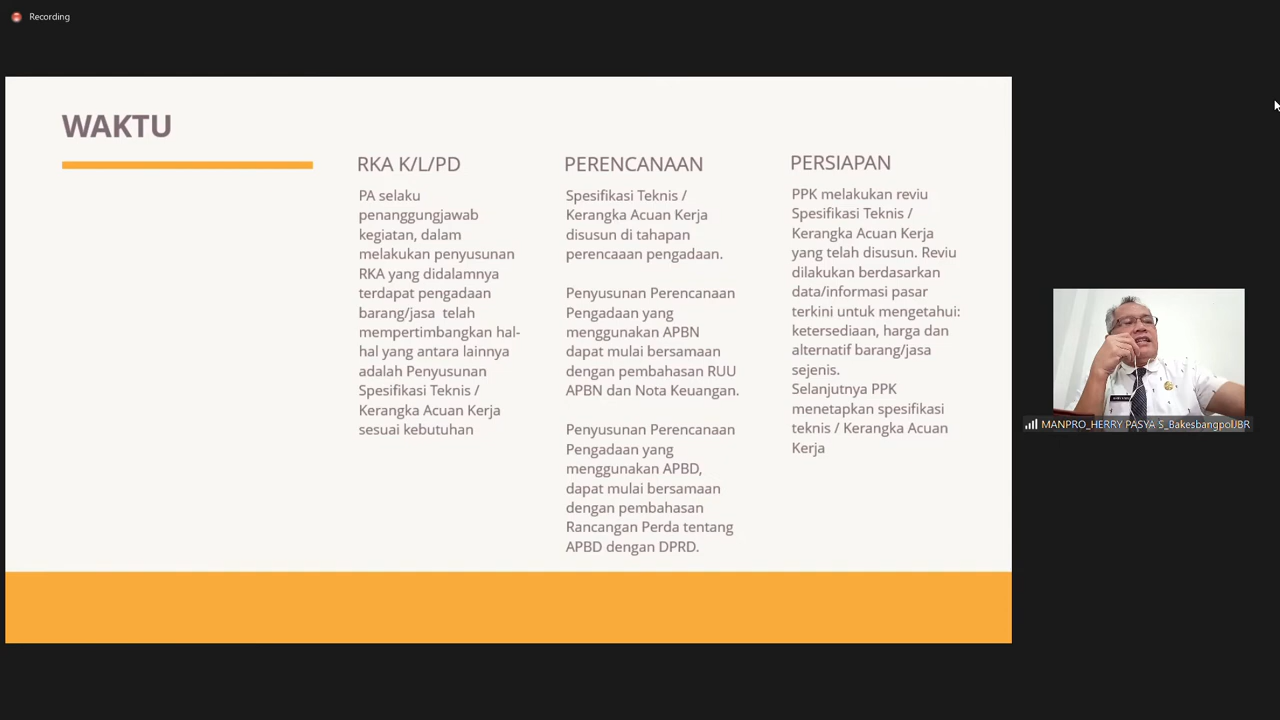 Recording
WAKTU
RKA K/L/PD
PA selaku
penanggungjawab
kegiatan, dalam
melakukan penyusunan
RKA yang didalamnya
terdapat pengadaan
barang/jasa telah
mempertimbangkan hal-
hal yang antara lainnya
adalah Penyusunan
Spesifikasi Teknis /
Kerangka Acuan Kerja
sesuai kebutuhan
PERENCANAAN
Spesifikasi Teknis /
Kerangka Acuan Kerja
disusun di tahapan
perencaaan pengadaan.
Penyusunan Perencanaan
Pengadaan yang
menggunakan APBN
dapat mulai bersamaan
dengan pembahasan RUU
APBN dan Nota Keuangan.
Penyusunan Perencanaan
Pengadaan yang
menggunakan APBD,
dapat mulai bersamaan
dengan pembahasan
Rancangan Perda tentang
APBD dengan DPRD.
PERSIAPAN
PPK melakukan reviu
Spesifikasi Teknis /
Kerangka Acuan Kerja
yang telah disusun. Reviu
dilakukan berdasarkan
data/informasi pasar
terkini untuk mengetahui:
ketersediaan, harga dan
alternatif barang/jasa
sejenis.
Selanjutnya PPK
menetapkan spesifikasi
teknis / Kerangka Acuan
Kerja
MANPRO_HERRY PASYA S_BakesbangpolJBR